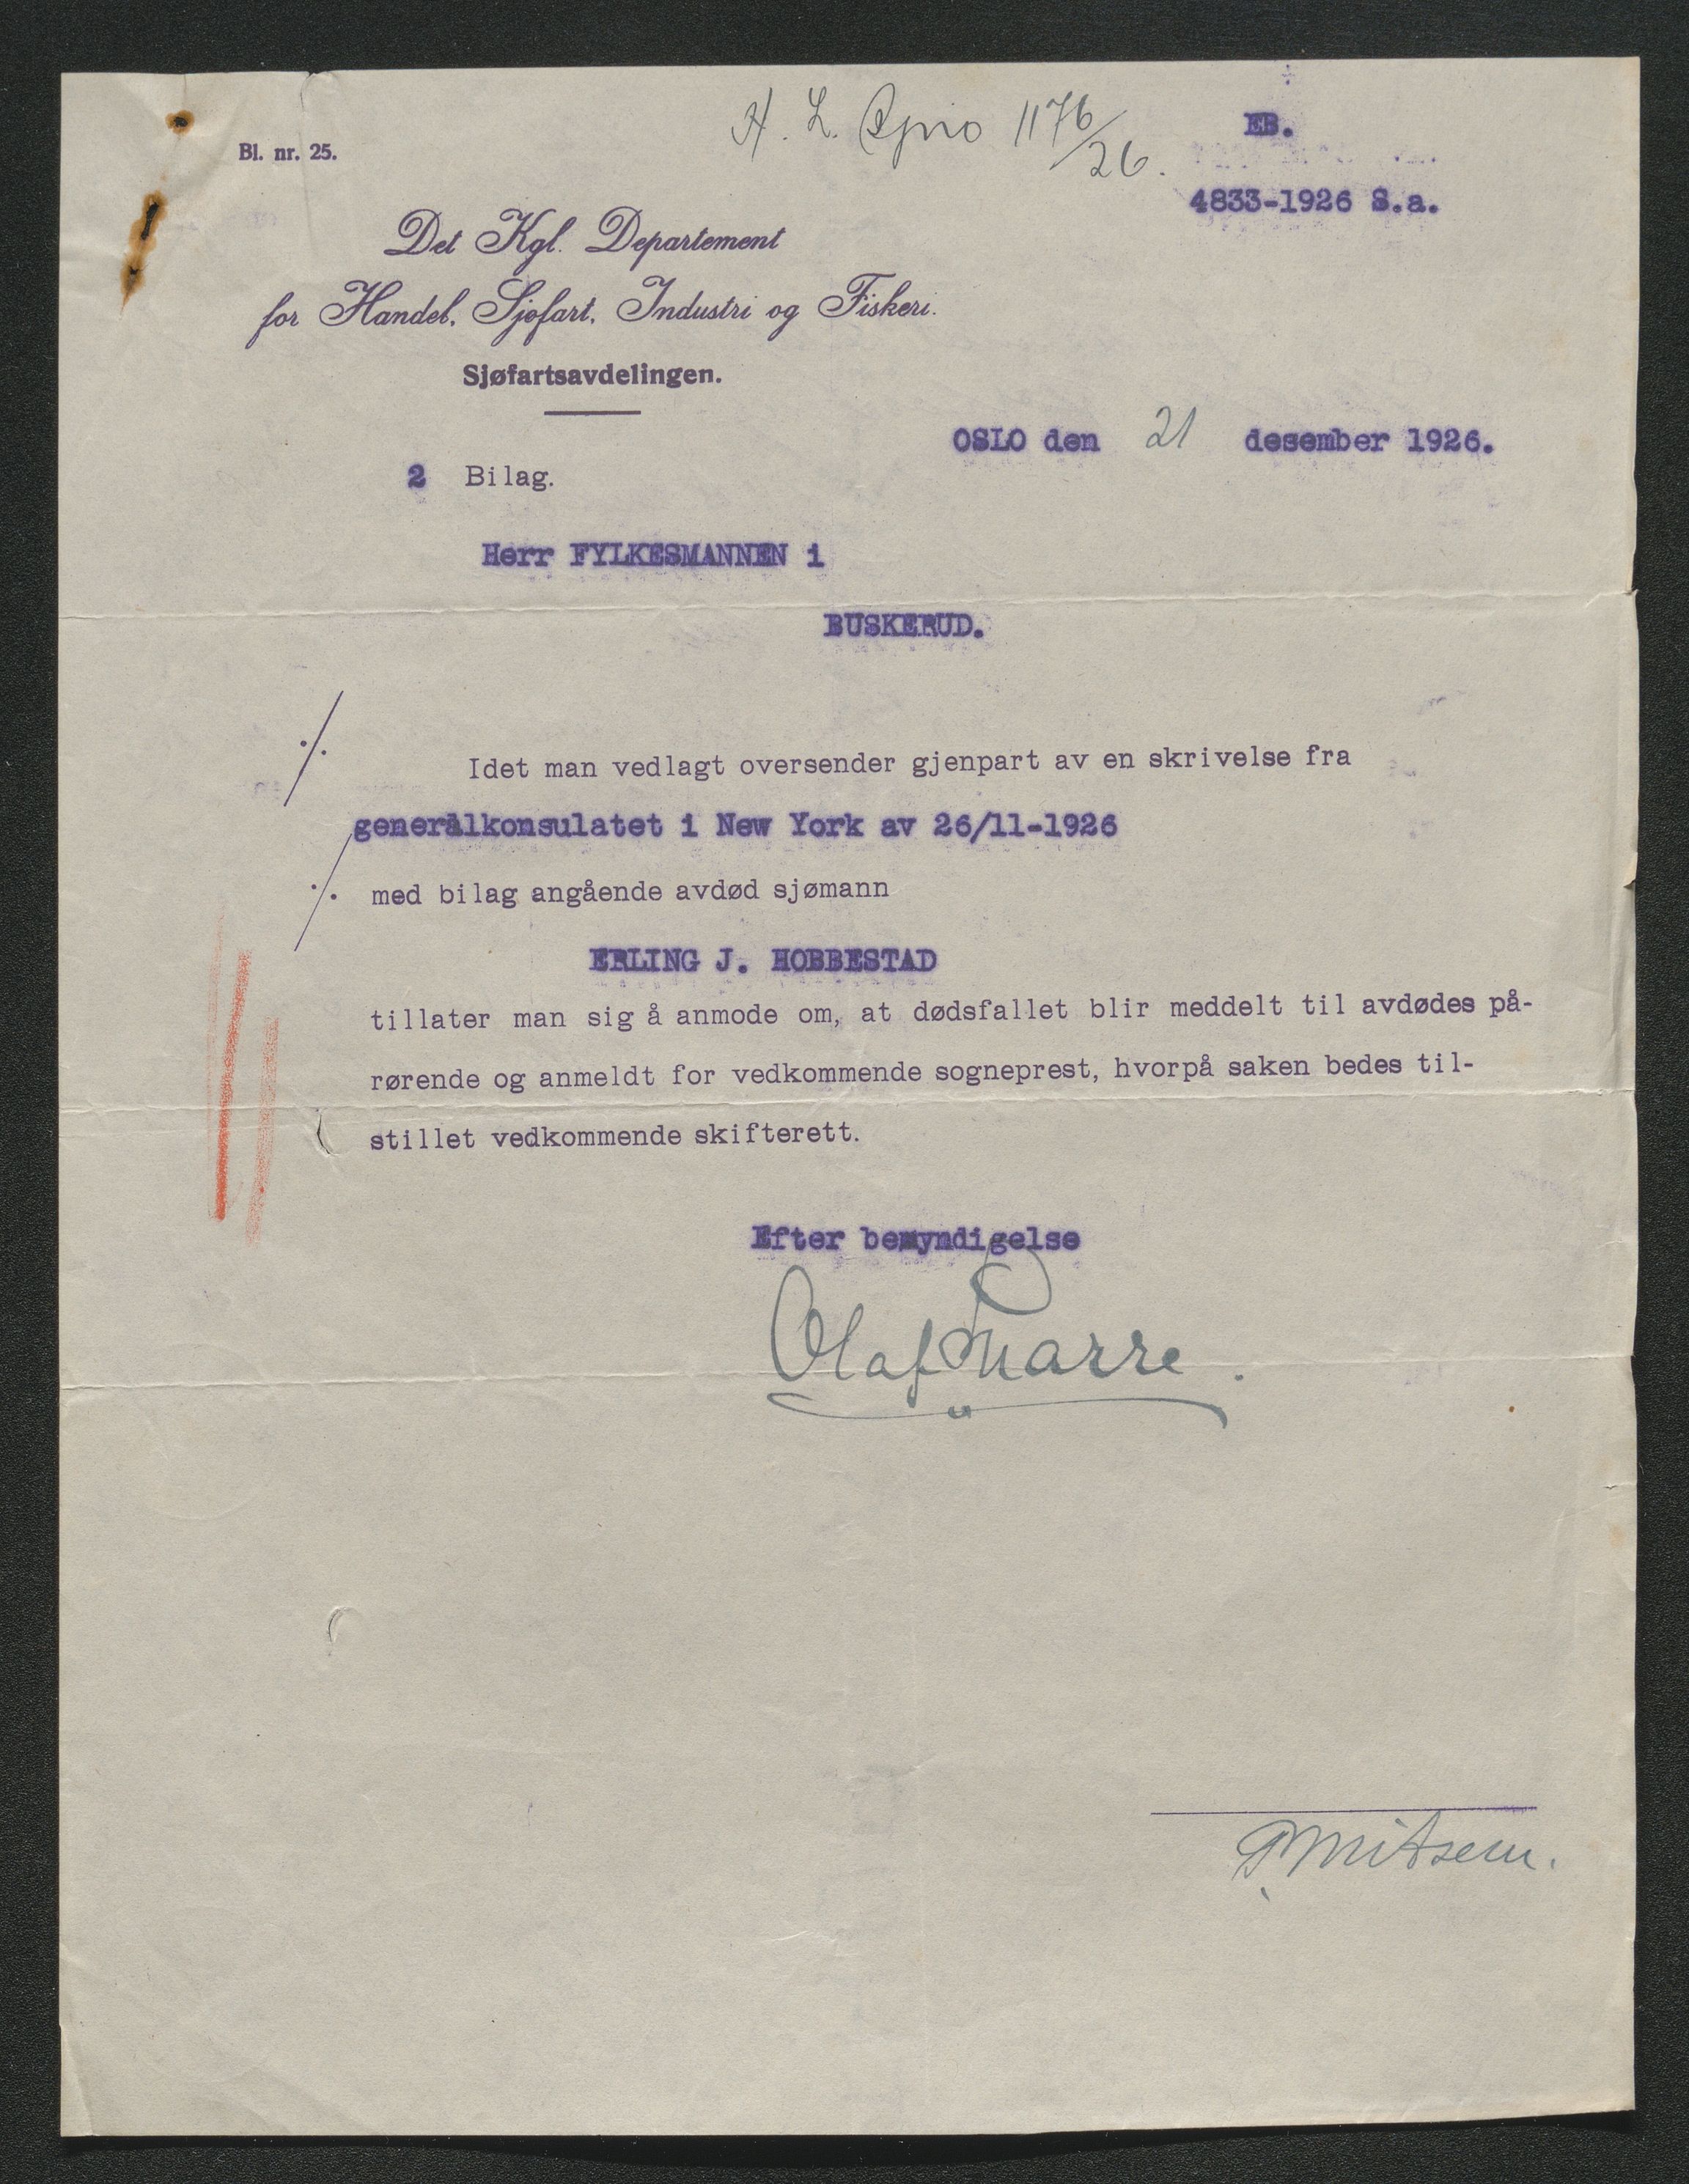 H. L. 1176/26.
EB.
Bl. nr. 25.
4833-1926 S.a.
Det Kgl. Departement
for Handel, Sjøfart, Industri og Fiskeri.
Sjøfartsavdelingen.
OSLO den 21 desember 1926.
2 Bilag.
Herr FYLKESMANNEN i
BUSKERUD.
Idet man vedlagt oversender gjenpart av en skrivelse fra
generalkonsulatet i New York av 26/11-1926
med bilag angående avdød sjømann
ERLING J. HOBBESTAD
tillater man sig å anmode om, at dødsfallet blir meddelt til avdødes på-
rørende og anmeldt for vedkommende sogneprest, hvorpå saken bedes til-
stillet vedkommende skifterett.
Efter bemyndigelse
Olaf